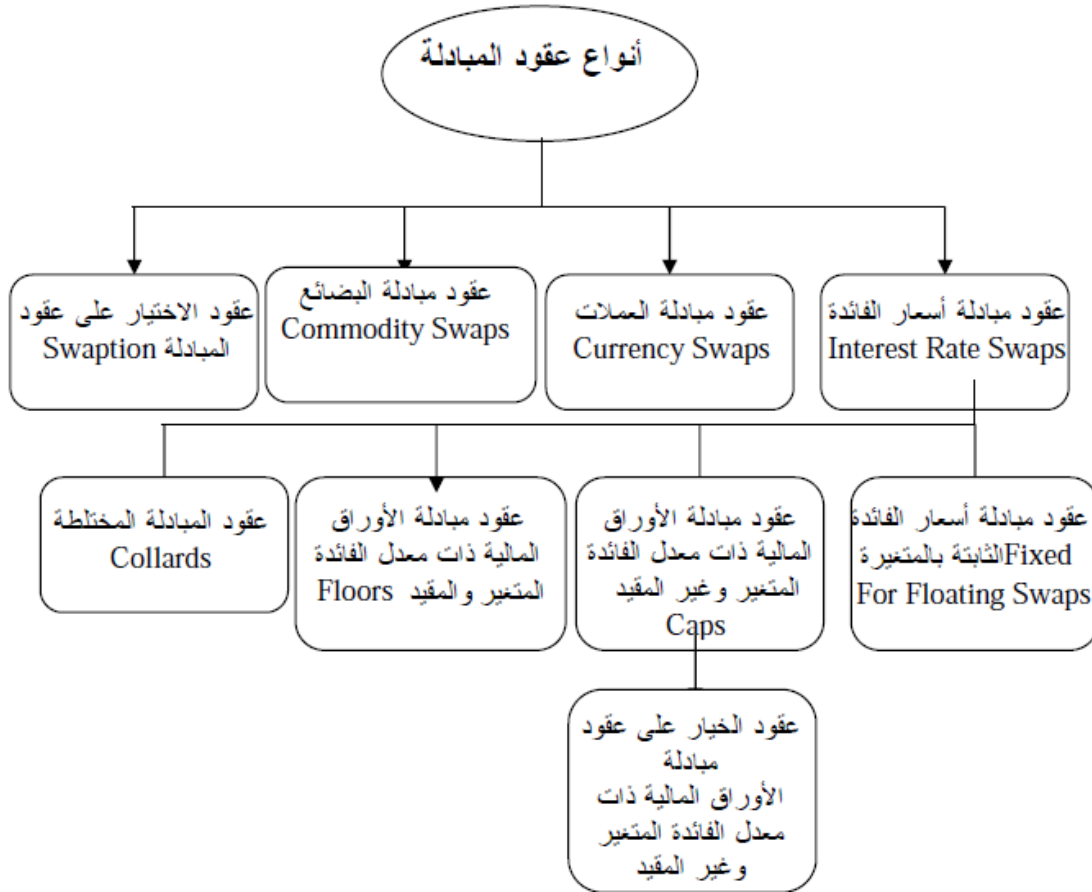 أنواع عقود المبادلة
عقود مبادلة أسعار الفائدة
Interest Rate Swaps
عقود مبادلة العملات
Currency Swaps
عقود مبادلة البضائع
Commodity Swaps
عقود الاختيار على عقود
المبادلة Swaption
عقود مبادلة أسعار الفائدة
الثابتة بالمتغيرة Fixed
For Floating Swaps
عقود مبادلة الأوراق
المالية ذات معدل الفائدة
المتغير وغير المقيد
Caps
عقود مبادلة الأوراق
المالية ذات معدل الفائدة
المتغير والمقيد Floors
عقود المبادلة المختلطة
Collards
عقود الخيار على عقود
مبادلة
الأوراق المالية ذات
معدل الفائدة المتغير
وغير المقيد